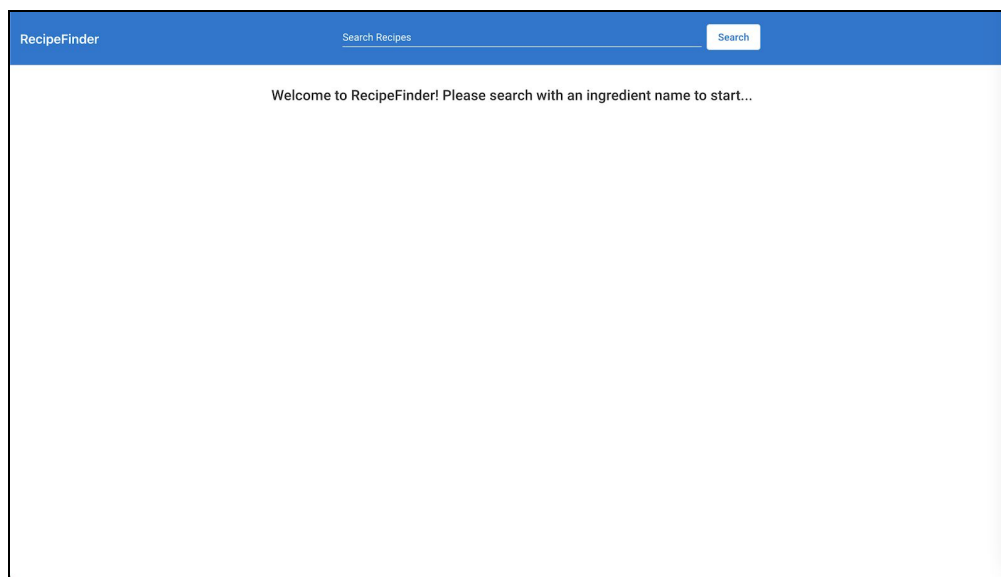 RecipeFinder
Search Recipes
Search
Welcome to RecipeFinder! Please search with an ingredient name to start...